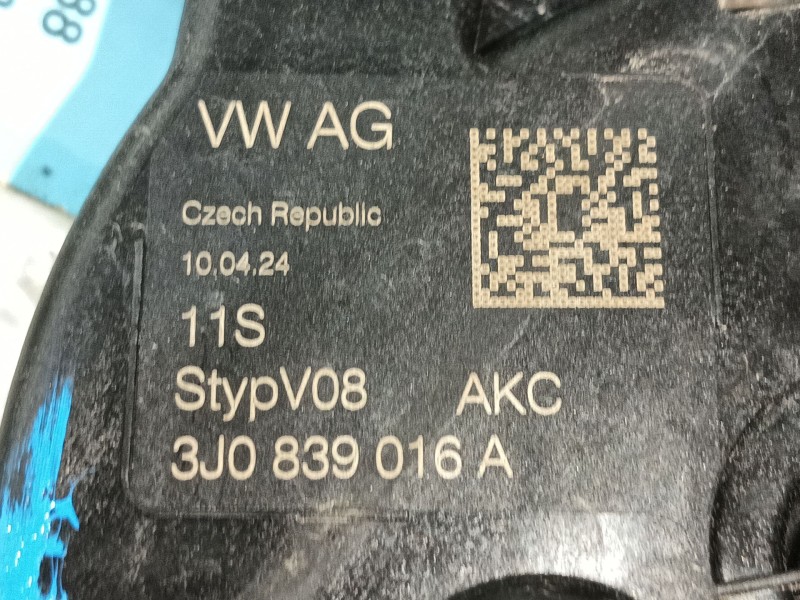 VW AG
Czech Republic
10.04.24
11S
StypV08 AKC
3J0 839 016 A